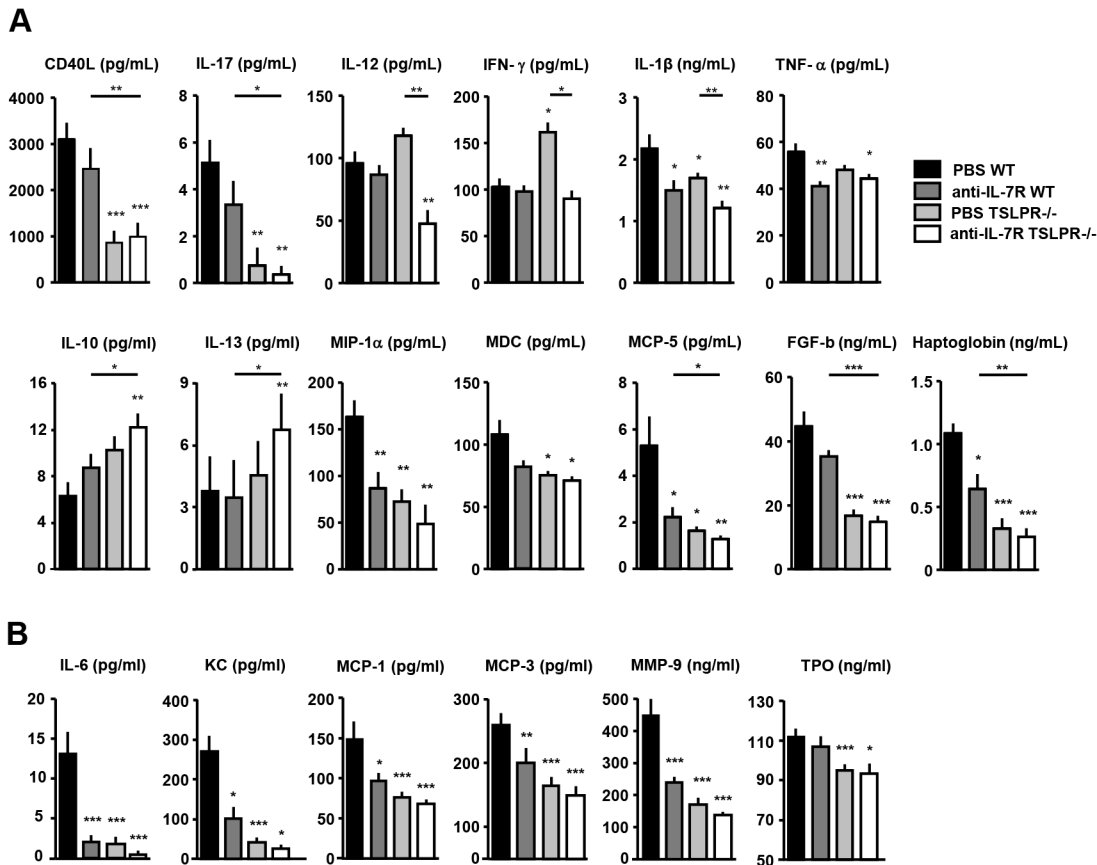 A
CD40L (pg/mL) IL-17 (pg/mL) IL-12 (pg/mL) IFN- γ (pg/mL) IL-1β (ng/mL) TNF- α (pg/mL)
** * ** * **
4000 8 150 200 3 80
3000 6 100 150 2 60
2000 4 50 100 1 40
1000 2 0 50 0 20
0 0 0 0
*** *** ** ** ** * * * ** ** *
PBS WT
anti-IL-7R WT
PBS TSLPR-/-
anti-IL-7R TSLPR-/-
IL-10 (pg/ml) IL-13 (pg/ml) MIP-1α (pg/mL) MDC (pg/mL) MCP-5 (pg/mL) FGF-b (ng/mL) Haptoglobin (ng/mL)
* * * *** **
16 9 200 150 8 60 1.5
12 6 150 100 6 40 1.0
8 3 100 50 4 20 0.5
4 0 50 0 2 0 0
0 0 0
** ** ** ** ** * * * * ** *** *** * *** ***
B
IL-6 (pg/ml) KC (pg/ml) MCP-1 (pg/ml) MCP-3 (pg/ml) MMP-9 (ng/ml) TPO (ng/ml)
20 400 200 300 500 130
15 300 150 200 400 110
10 200 100 100 300 90
5 100 50 0 200 70
0 0 0 100 50
0
*** *** *** * *** * * *** *** ** *** *** *** *** *** *** *